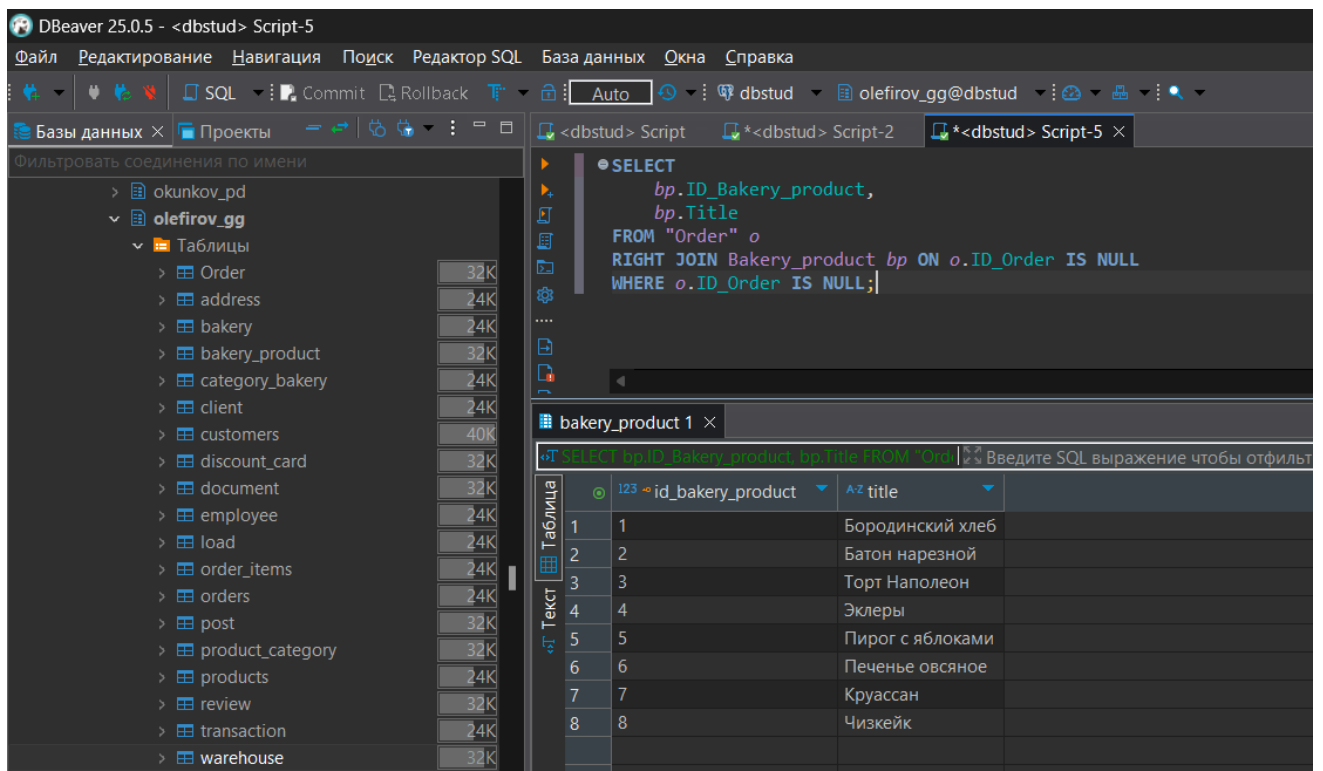 DBeaver 25.0.5 - <dbstud> Script-5
Файл Редактирование Навигация Поиск Редактор SQL База данных Окна Справка
SQL Commit Rollback Auto dbstud olefirov_gg@dbstud
Базы данных Проекты
Фильтровать соединения по имени
okunkov_pd
olefirov_gg
Таблицы
Order 32K
address 24K
bakery 24K
bakery_product 32K
category_bakery 24K
client 24K
customers 40K
discount_card 32K
document 32K
employee 24K
load 24K
order_items 24K
orders 24K
post 32K
product_category 32K
products 24K
review 32K
transaction 24K
warehouse 32K
<dbstud> Script *<dbstud> Script-2 *<dbstud> Script-5
SELECT
bp.ID_Bakery_product,
bp.Title
FROM "Order" o
RIGHT JOIN Bakery_product bp ON o.ID_Order IS NULL
WHERE o.ID_Order IS NULL;
bakery_product 1
SELECT bp.ID_Bakery_product, bp.Title FROM "Orde Введите SQL выражение чтобы отфильт
Таблица
Текст
123 id_bakery_product A-Z title
1 1 Бородинский хлеб
2 2 Батон нарезной
3 3 Торт Наполеон
4 4 Эклеры
5 5 Пирог с яблоками
6 6 Печенье овсяное
7 7 Круассан
8 8 Чизкейк